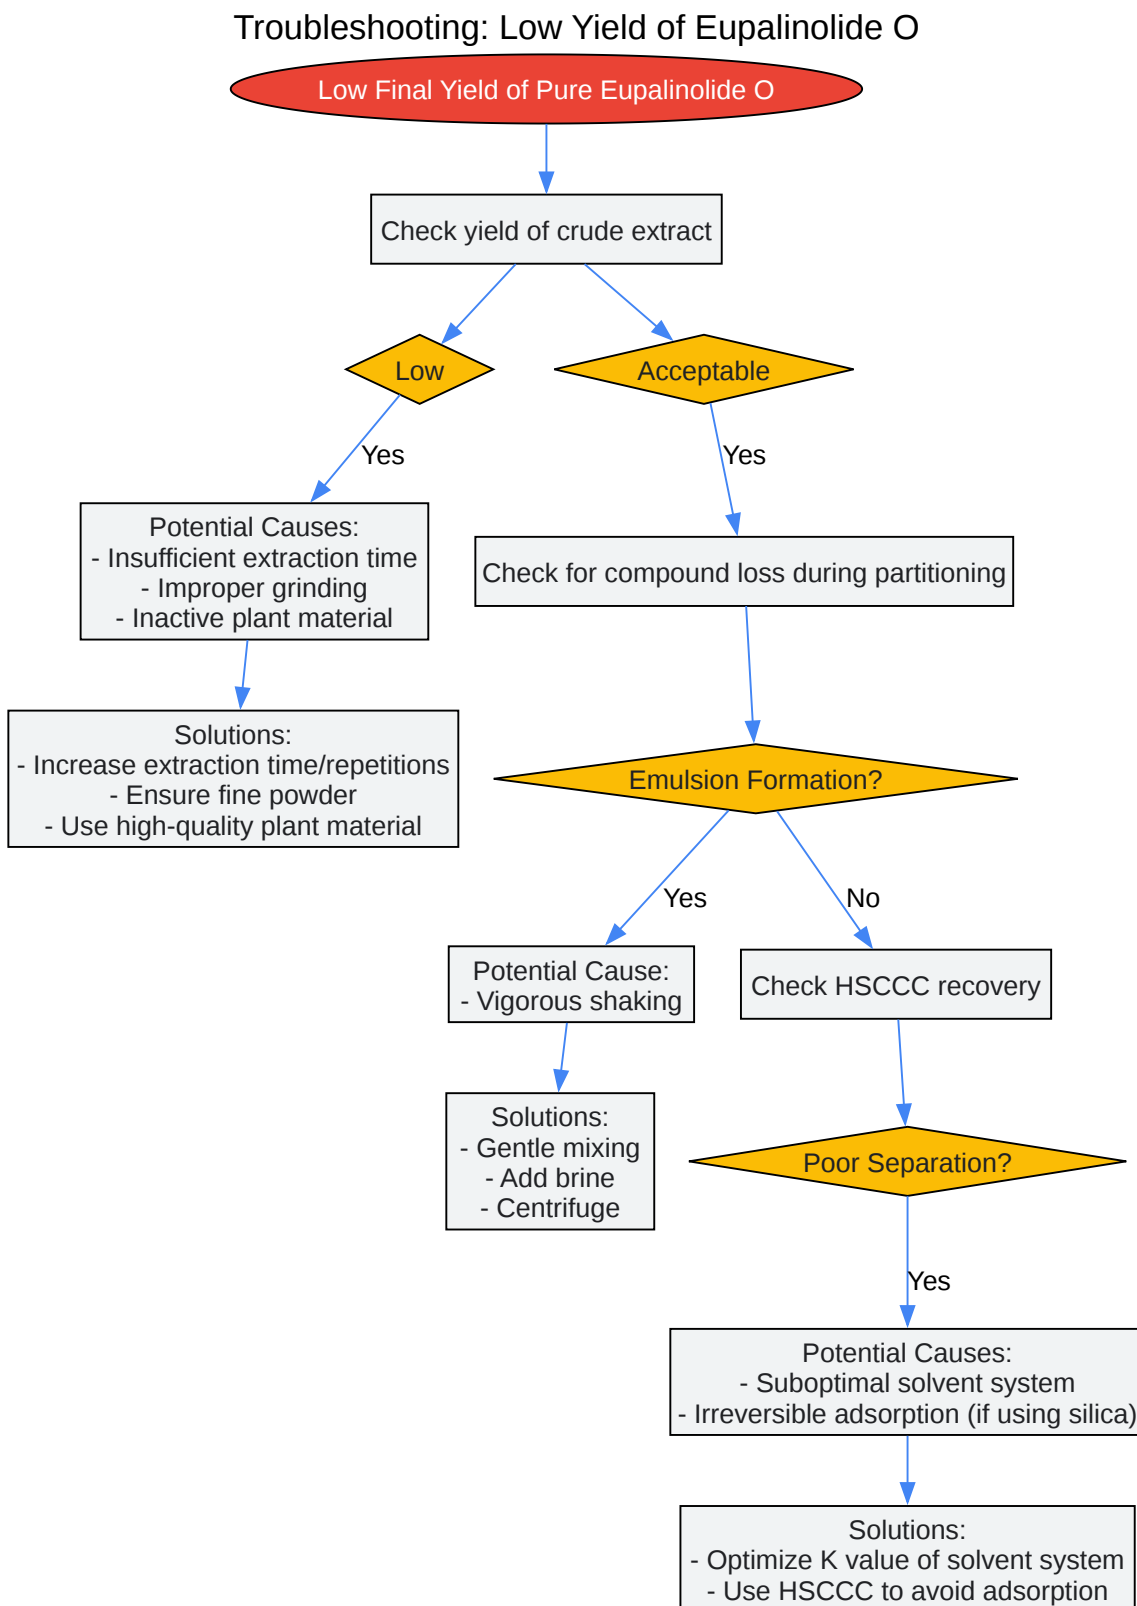 Troubleshooting: Low Yield of Eupalinolide O
Low Final Yield of Pure Eupalinolide O
Check yield of crude extract
Low
Acceptable
Yes
Yes
Potential Causes:
- Insufficient extraction time
- Improper grinding
- Inactive plant material
Check for compound loss during partitioning
Solutions:
- Increase extraction time/repetitions
- Ensure fine powder
- Use high-quality plant material
Emulsion Formation?
Yes
No
Potential Cause:
- Vigorous shaking
Check HSCCC recovery
Solutions:
- Gentle mixing
- Add brine
- Centrifuge
Poor Separation?
Yes
Potential Causes:
- Suboptimal solvent system
- Irreversible adsorption (if using silica)
Solutions:
- Optimize K value of solvent system
- Use HSCCC to avoid adsorption